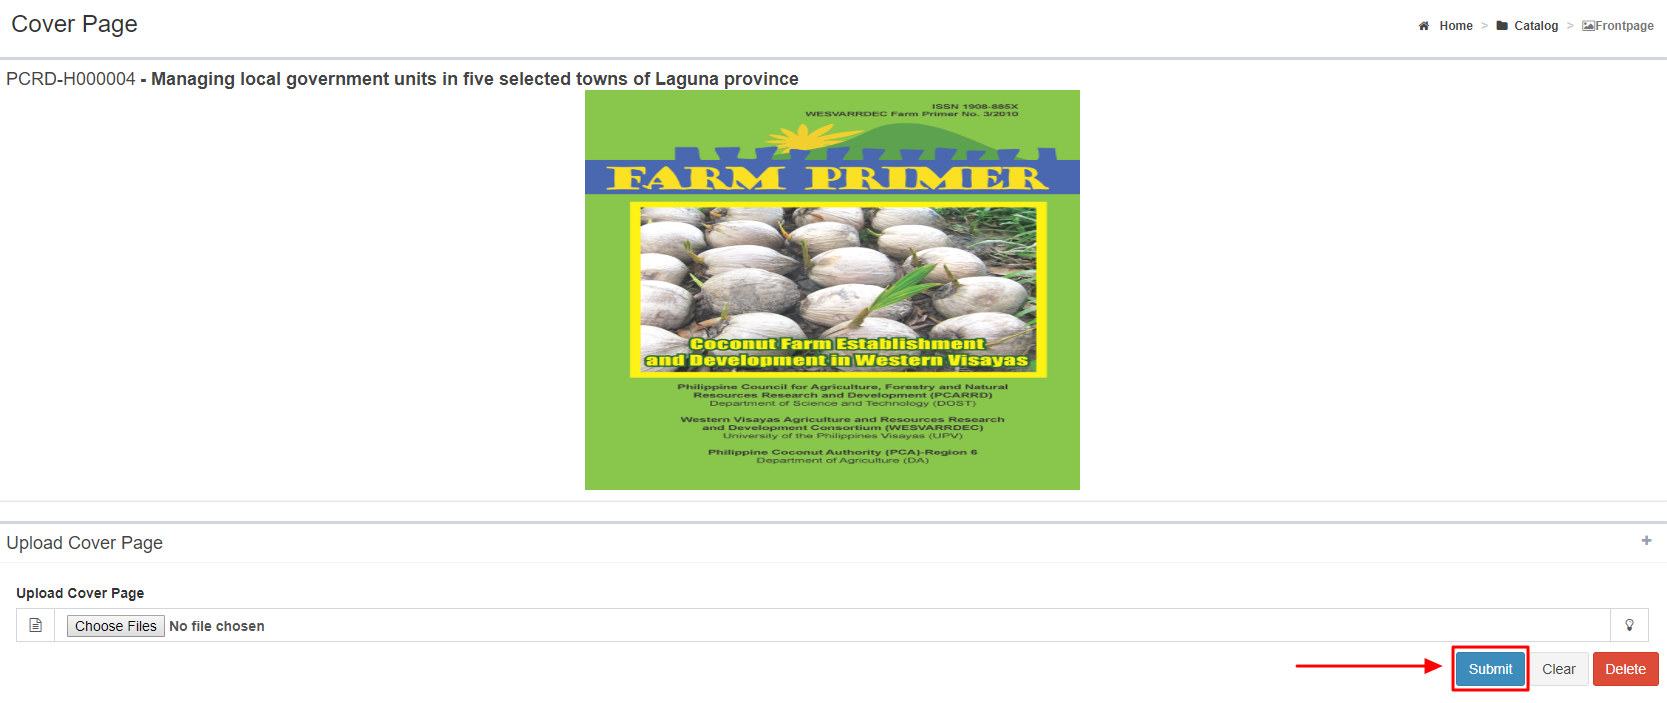 Cover Page
Home > Catalog > Frontpage
PCRD-H000004 - Managing local government units in five selected towns of Laguna province
ISSN 1908-885X
WESVARRDEC Farm Primer No. 3/2010
FARM PRIMER
Coconut Farm Establishment
and Development in Western Visayas
Philippine Council for Agriculture, Forestry and Natural
Resources Research and Development (PCARRD)
Department of Science and Technology (DOST)
Western Visayas Agriculture and Resources Research
and Development Consortium (WESVARRDEC)
University of the Philippines Visayas (UPV)
Philippine Coconut Authority (PCA)-Region 6
Department of Agriculture (DA)
Upload Cover Page
Upload Cover Page
Choose Files No file chosen
Submit Clear Delete